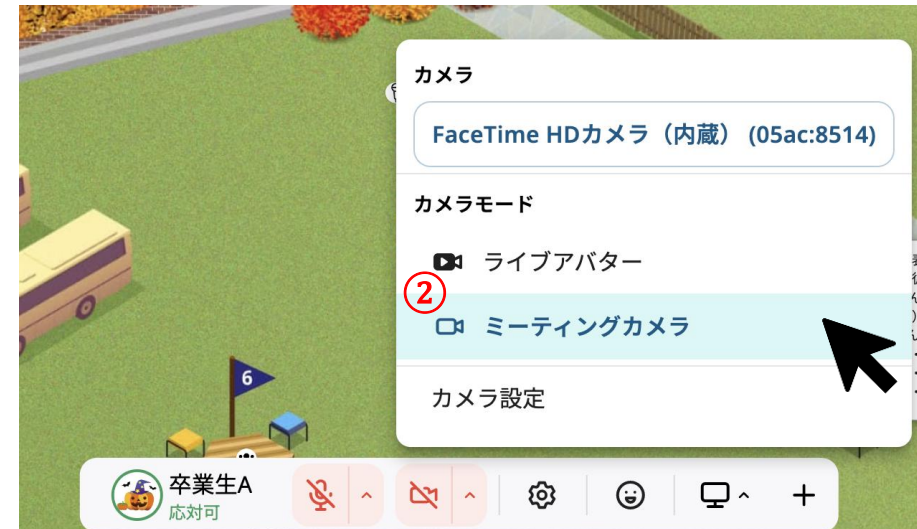 カメラ
FaceTime HDカメラ（内蔵） (05ac:8514)
カメラモード
ライブアバター
②
ミーティングカメラ
カメラ設定
6
卒業生A
応対可